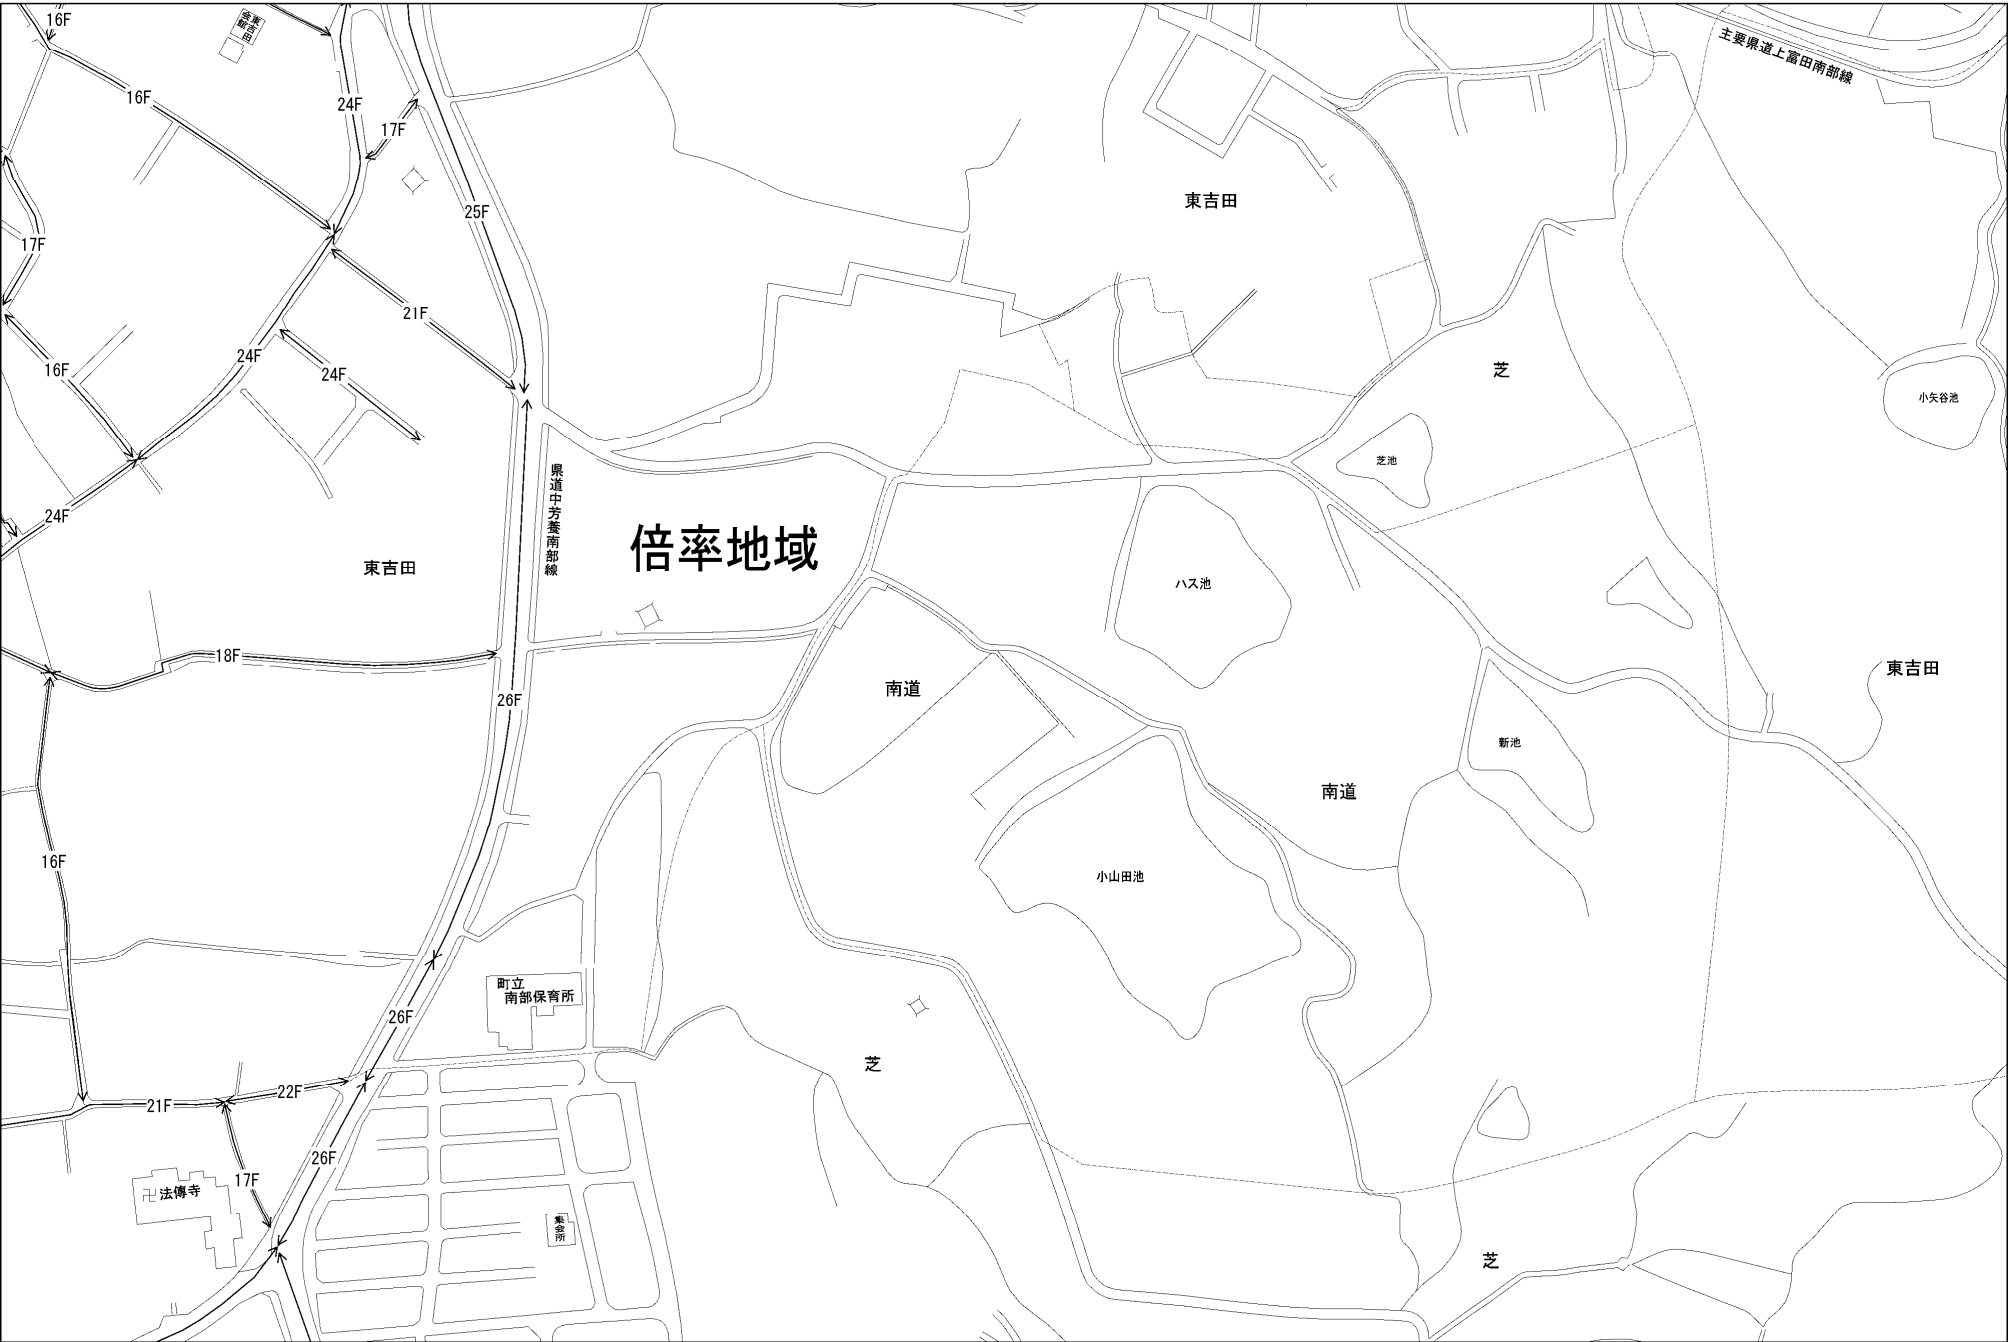 16F
東吉田
会館
主要県道上富田南部線
16F
24F
17F
東吉田
25F
17F
21F
24F
16F
24F
芝
小矢谷池
芝池
県道中芳養南部線
24F
倍率地域
東吉田
ハス池
18F
東吉田
南道
26F
新池
南道
16F
小山田池
町立
南部保育所
26F
芝
22F
21F
26F
17F
法傳寺
集会所
芝